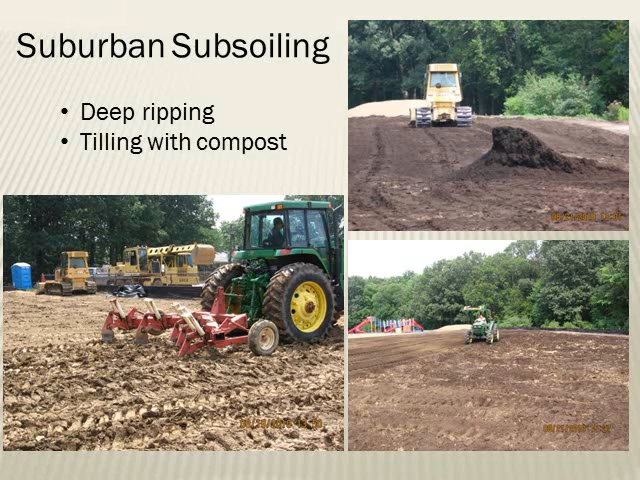 Suburban Subsoiling
• Deep ripping
• Tilling with compost